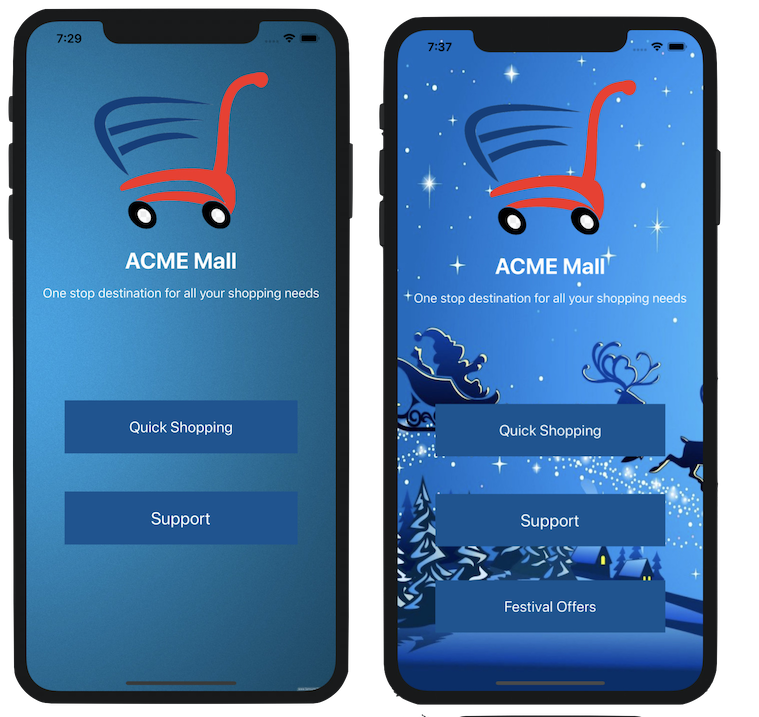 7:29
ACME Mall
One stop destination for all your shopping needs
Quick Shopping
Support
7:37
ACME Mall
One stop destination for all your shopping needs
Quick Shopping
Support
Festival Offers